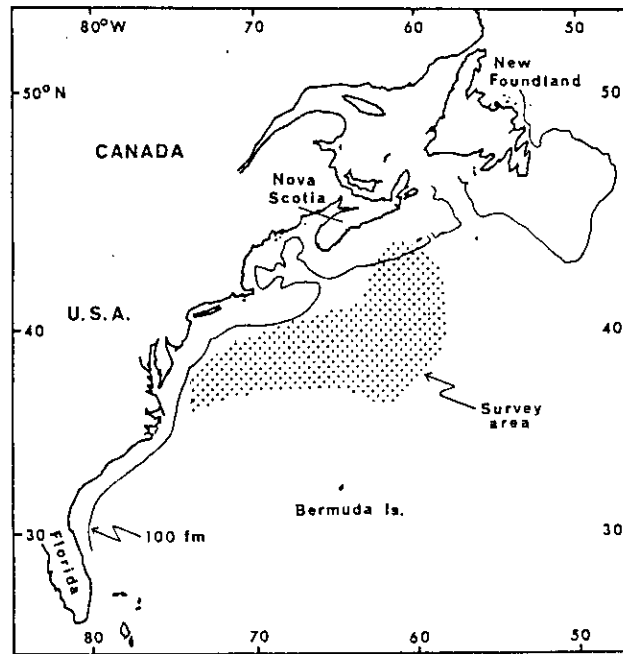 80°W 70 60 50
New
Foundland
50°N 50
CANADA
Nova
Scotia
U.S.A.
40 40
Survey
area
Bermuda Is.
30 100 fm 30
Florida
80 70 60 50